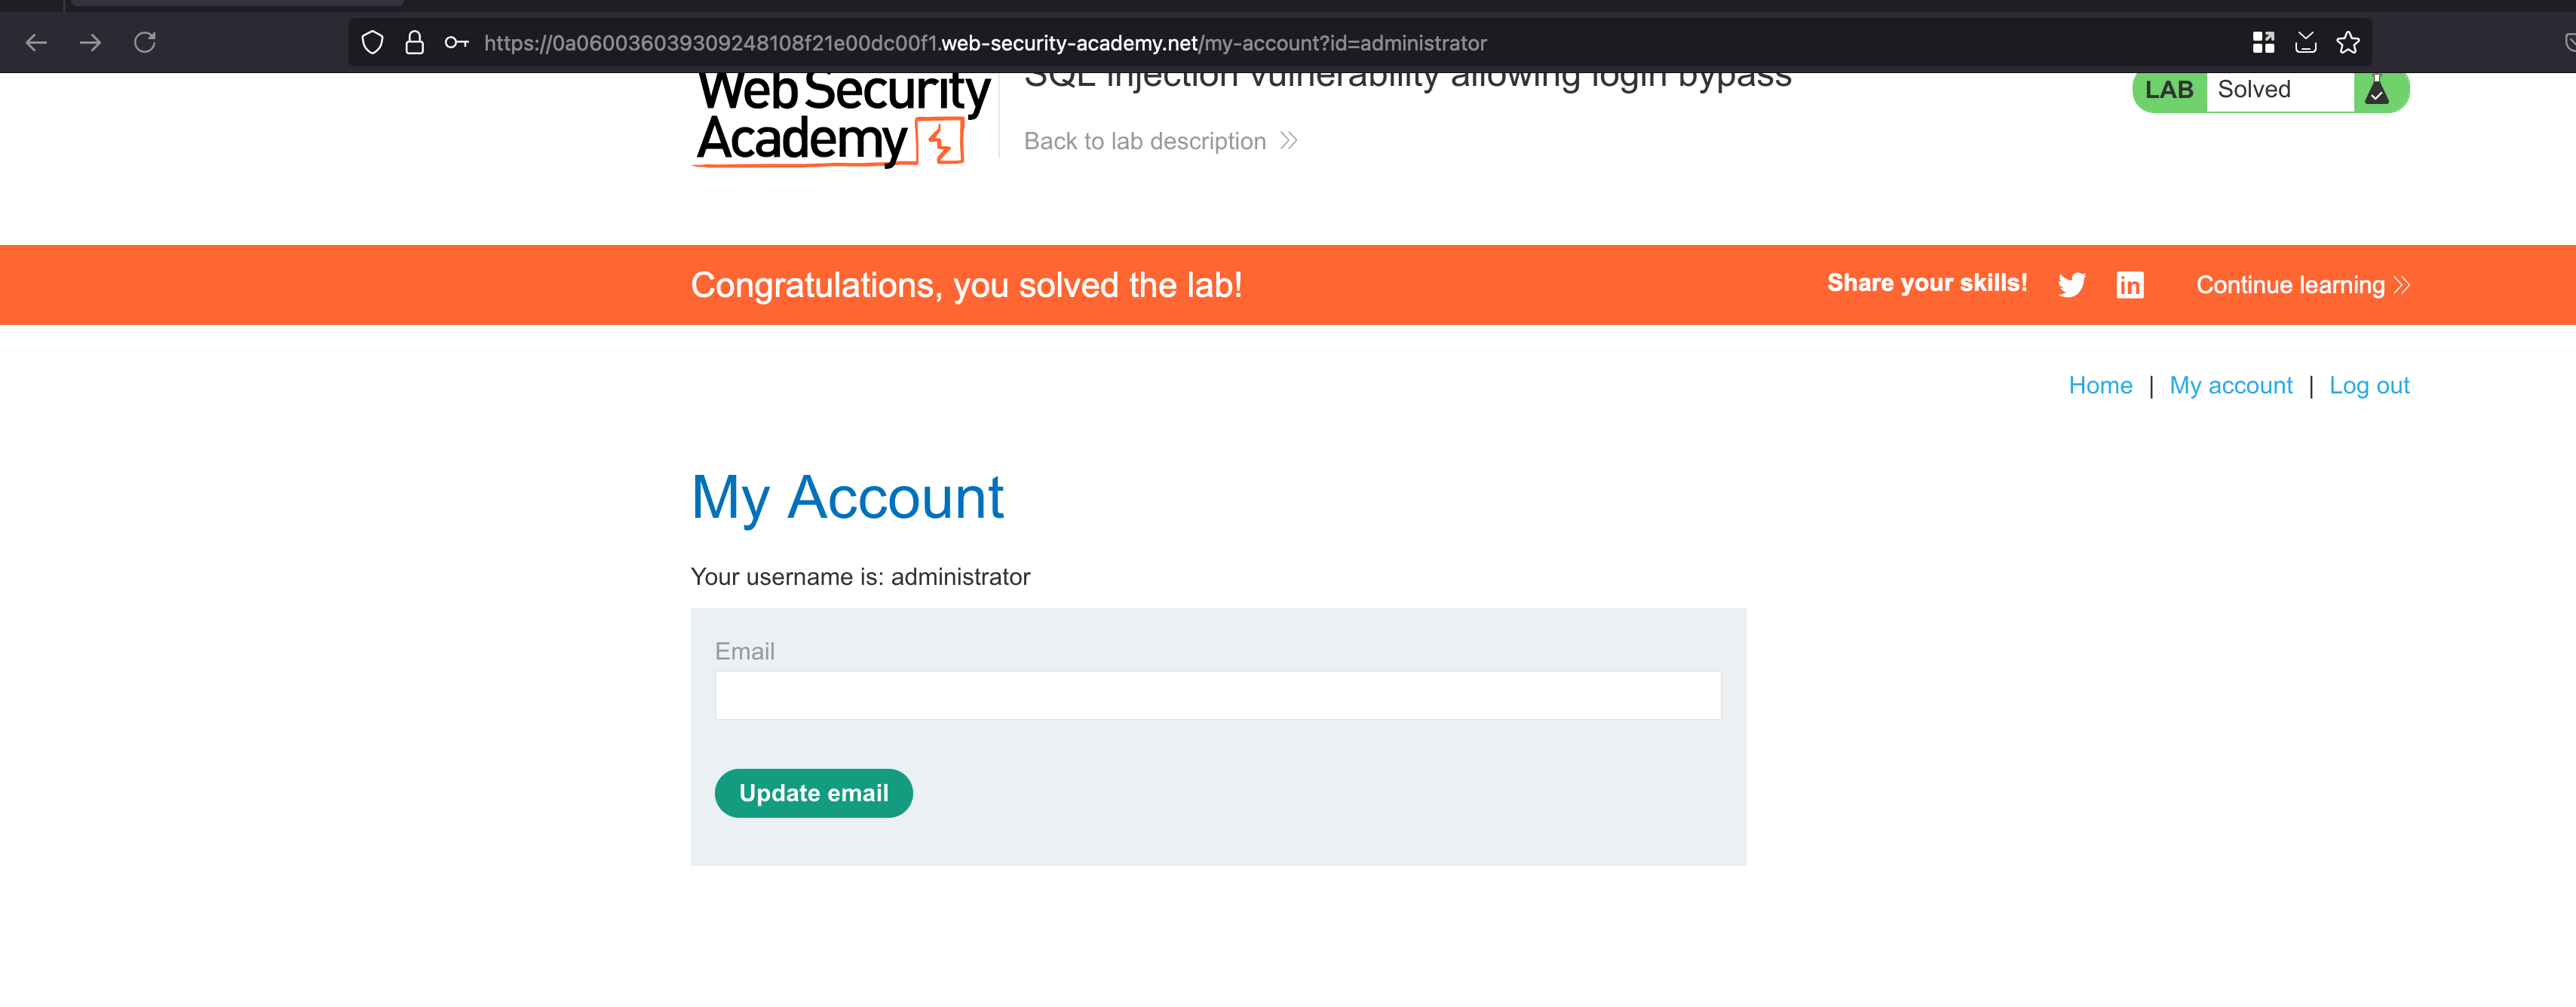 https://0a060036039309248108f21e00dc00f1.web-security-academy.net/my-account?id=administrator
Web Security
Academy
SQL injection vulnerability allowing login bypass
Back to lab description
LAB Solved
Congratulations, you solved the lab!
Share your skills!
Continue learning
Home | My account | Log out
My Account
Your username is: administrator
Email
Update email